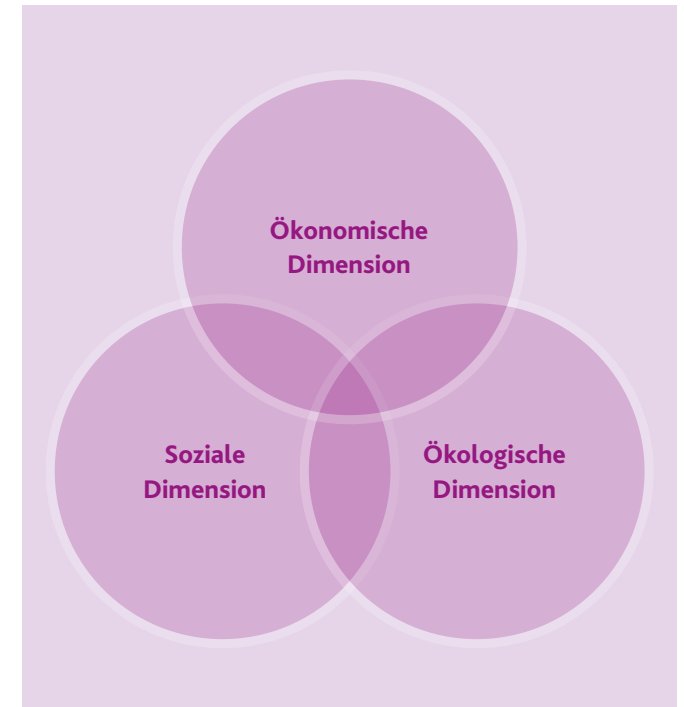 Ökonomische
Dimension
Soziale
Dimension
Ökologische
Dimension